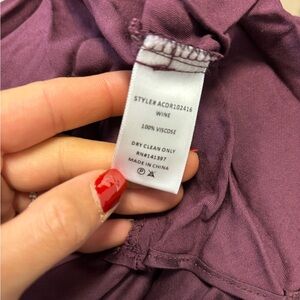 STYLE# ACDR102416
WINE
100% VISCOSE
DRY CLEAN ONLY
RN#141397
MADE IN CHINA